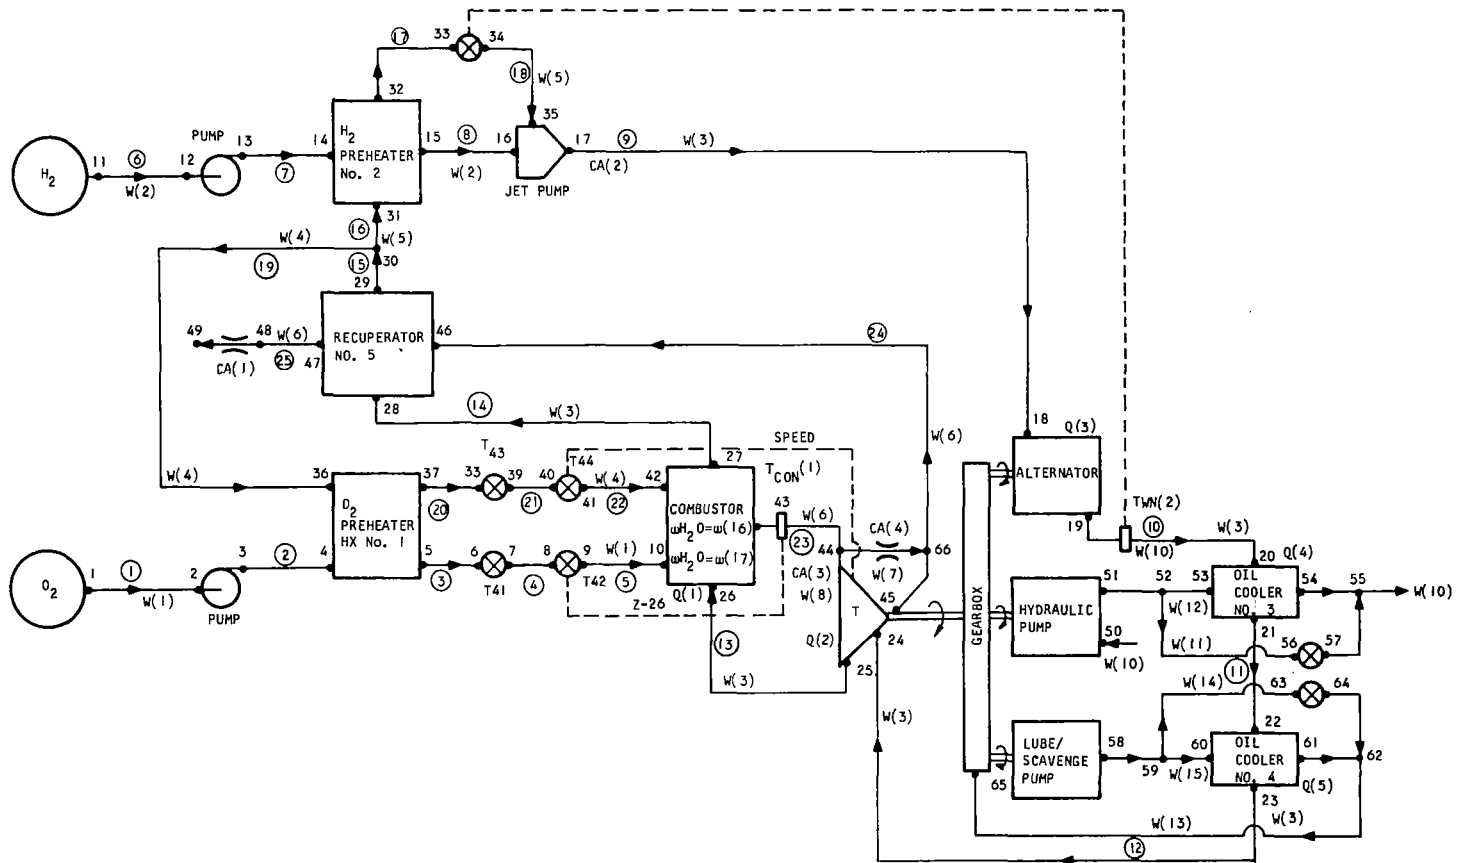 17
33
34
18
W(5)
32
35
PUMP
13
14
H2
PREHEATER
No. 2
15
8
W(2)
16
JET PUMP
17
9
CA(2)
W(3)
H2
11
6
W(2)
12
7
31
16
W(5)
W(4)
19
15
30
29
49
48
W(6)
CA(1)
25
47
RECUPERATOR
NO. 5
46
24
28
14
W(3)
SPEED
W(6)
18
Q(3)
ALTERNATOR
19
TWN(2)
10
W(10)
W(3)
W(4)
36
O2
PREHEATER
HX No. 1
37
20
T43
33
39
21
40
T44
41
W(4)
22
42
27
TCON(1)
COMBUSTOR
ωH2O=ω(16)
ωH2O=ω(17)
43
W(6)
23
44
CA(4)
W(7)
66
CA(3)
W(8)
T
45
24
Q(2)
25
O2
1
1
W(1)
2
PUMP
3
2
4
5
3
6
T41
7
4
8
9
T42
W(1)
5
10
Q(1)
26
Z-26
13
W(3)
W(3)
GEARBOX
HYDRAULIC
PUMP
51
50
W(10)
52
W(12)
W(11)
53
20
Q(4)
OIL
COOLER
NO. 3
54
55
W(10)
21
56
57
11
W(14)
63
64
22
LUBE/
SCAVENGE
PUMP
65
58
59
60
W(15)
OIL
COOLER
NO. 4
61
62
Q(5)
23
W(3)
W(13)
12